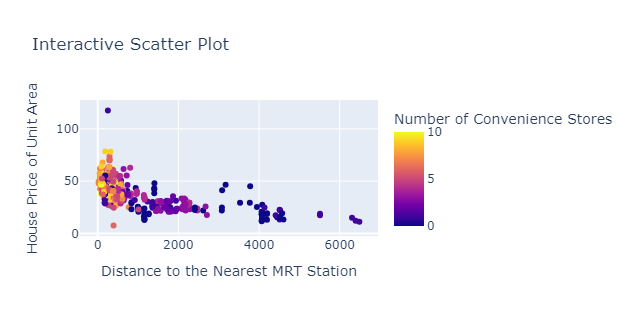 Interactive Scatter Plot
House Price of Unit Area
100
50
0
0
2000
4000
6000
Distance to the Nearest MRT Station
Number of Convenience Stores
10
5
0